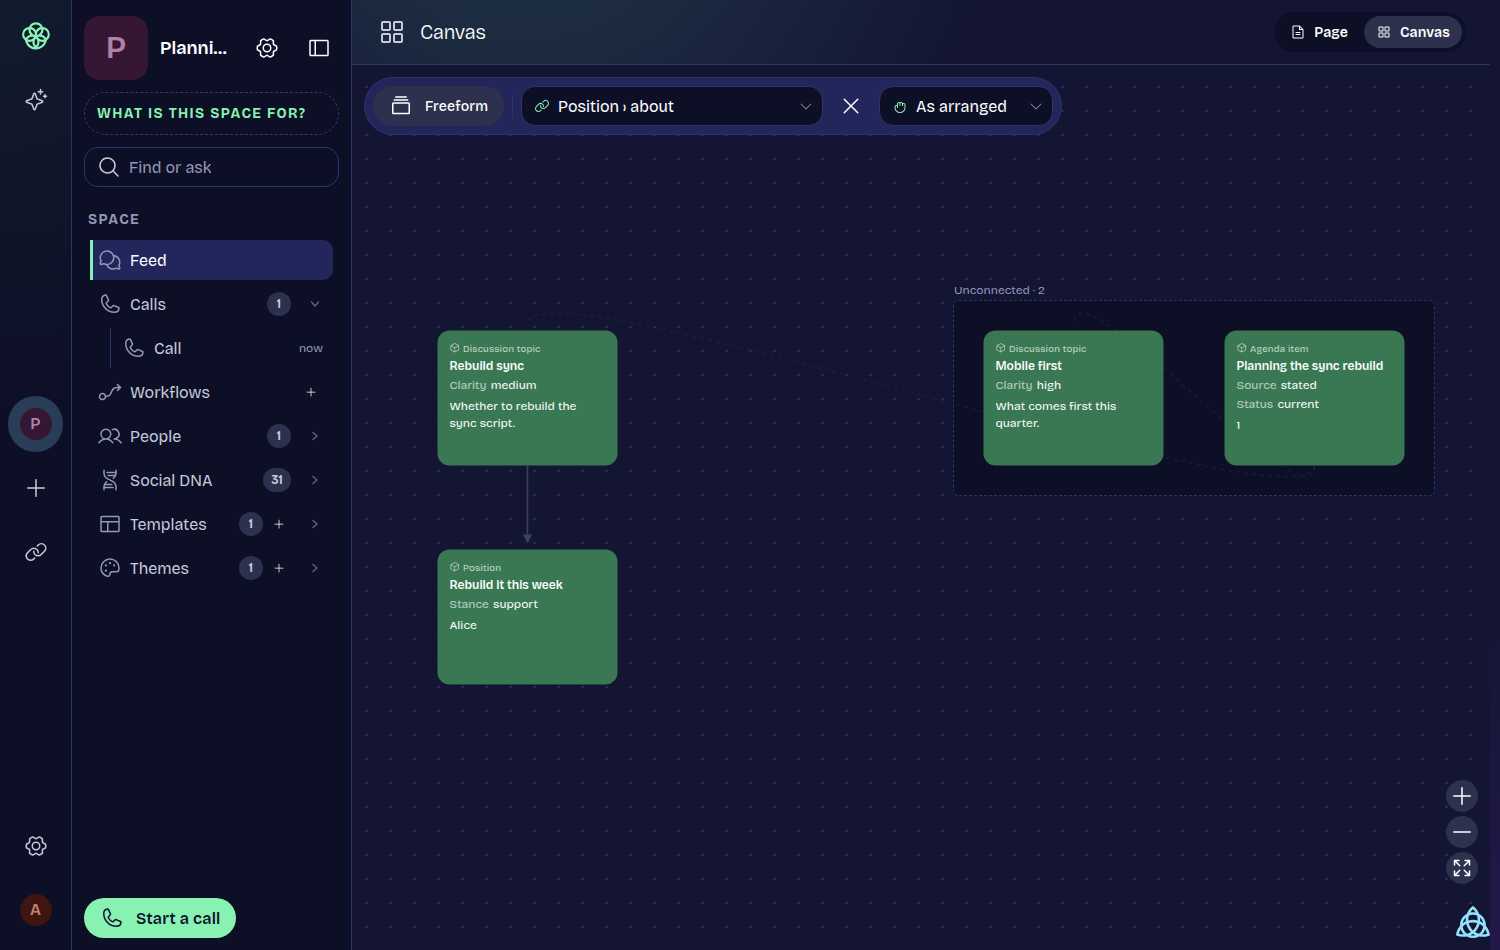 P
Planni...
WHAT IS THIS SPACE FOR?
Find or ask
SPACE
Feed
Calls 1
Call now
Workflows
People 1
Social DNA 31
Templates 1
Themes 1
Start a call
P
A
Canvas
Page
Canvas
Freeform
Position › about
As arranged
Unconnected · 2
Discussion topic
Rebuild sync
Clarity medium
Whether to rebuild the
sync script.
Discussion topic
Mobile first
Clarity high
What comes first this
quarter.
Agenda item
Planning the sync rebuild
Source stated
Status current
1
Position
Rebuild it this week
Stance support
Alice